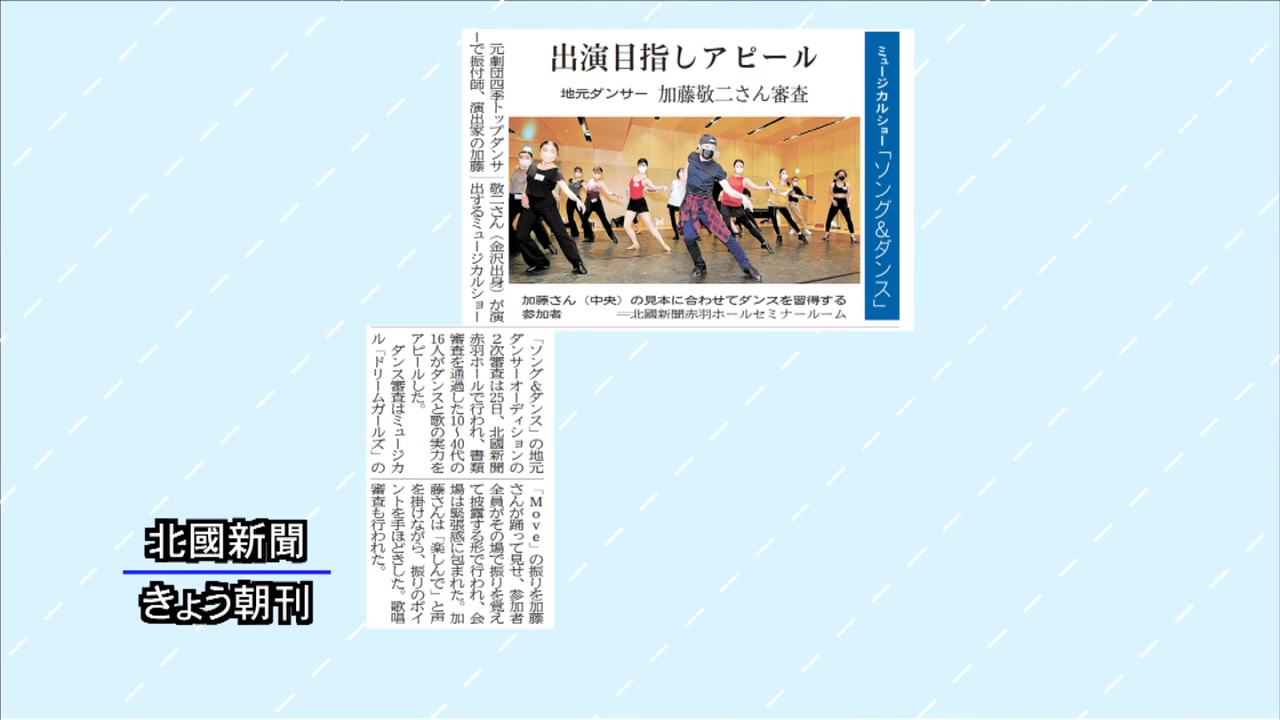 ミュージカルショー「ソング&ダンス」
出演目指しアピール
地元ダンサー 加藤敬二さん審査
加藤さん（中央）の見本に合わせてダンスを習得する
参加者 ＝北國新聞赤羽ホールセミナールーム
元劇団四季トップダンサ
ーで振付師、演出家の加藤
敬二さん（金沢出身）が演
出するミュージカルショー
「ソング&ダンス」の地元
ダンサーオーディションの
２次審査は25日、北國新聞
赤羽ホールで行われ、書類
審査を通過した10～40代の
16人がダンスと歌の実力を
アピールした。
ダンス審査はミュージカ
ル「ドリームガールズ」の
「Move」の振りを加藤
さんが踊って見せ、参加者
全員がその場で振りを覚え
て披露する形で行われ、会
場は緊張感に包まれた。加
藤さんは「楽しんで」と声
を掛けながら、振りのポイ
ントを手ほどきした。歌唱
審査も行われた。
北國新聞
きょう朝刊